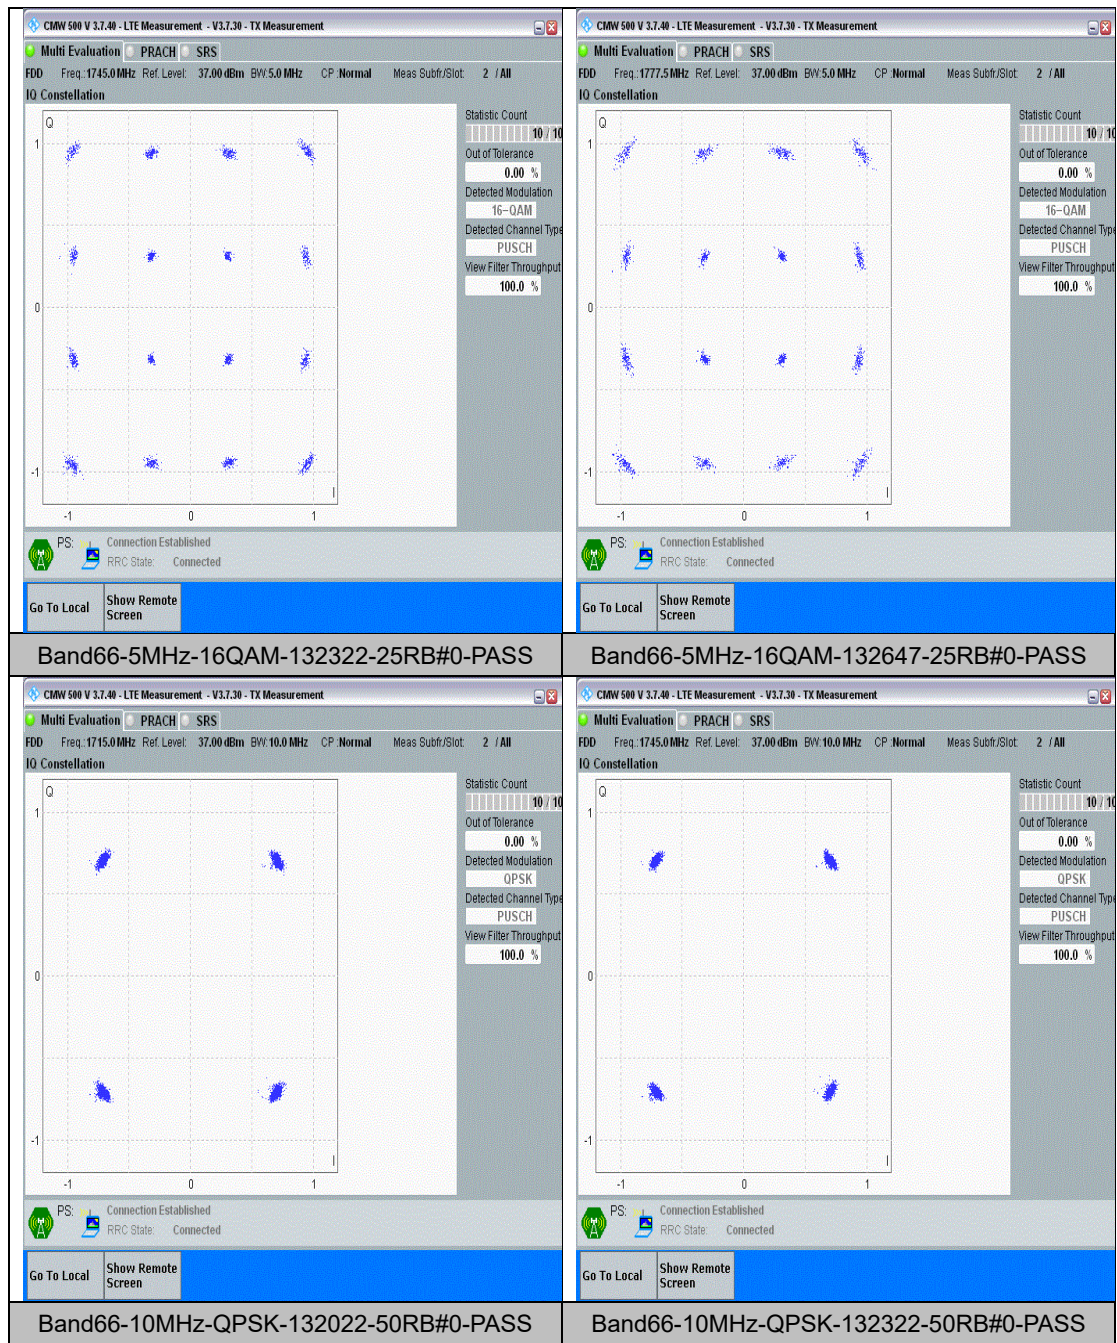 CMW 500 V 3.7.40 - LTE Measurement - V3.7.30 - TX Measurement
Multi Evaluation PRACH SRS
FDD Freq.:1745.0 MHz Ref. Level: 37.00 dBm BW:5.0 MHz CP :Normal Meas Subfr./Slot: 2 / All
IQ Constellation
Q
Statistic Count
10 / 10
Out of Tolerance
0.00 %
Detected Modulation
16-QAM
Detected Channel Type
PUSCH
View Filter Throughput
100.0 %
1
0
-1
I
-1 0 1
PS: Connection Established
RRC State: Connected
Go To Local Show Remote
Screen
Band66-5MHz-16QAM-132322-25RB#0-PASS
CMW 500 V 3.7.40 - LTE Measurement - V3.7.30 - TX Measurement
Multi Evaluation PRACH SRS
FDD Freq.:1777.5 MHz Ref. Level: 37.00 dBm BW:5.0 MHz CP :Normal Meas Subfr./Slot: 2 / All
IQ Constellation
Q
Statistic Count
10 / 10
Out of Tolerance
0.00 %
Detected Modulation
16-QAM
Detected Channel Type
PUSCH
View Filter Throughput
100.0 %
1
0
-1
I
-1 0 1
PS: Connection Established
RRC State: Connected
Go To Local Show Remote
Screen
Band66-5MHz-16QAM-132647-25RB#0-PASS
CMW 500 V 3.7.40 - LTE Measurement - V3.7.30 - TX Measurement
Multi Evaluation PRACH SRS
FDD Freq.:1715.0 MHz Ref. Level: 37.00 dBm BW:10.0 MHz CP :Normal Meas Subfr./Slot: 2 / All
IQ Constellation
Q
Statistic Count
10 / 10
Out of Tolerance
0.00 %
Detected Modulation
QPSK
Detected Channel Type
PUSCH
View Filter Throughput
100.0 %
1
0
-1
I
-1 0 1
PS: Connection Established
RRC State: Connected
Go To Local Show Remote
Screen
Band66-10MHz-QPSK-132022-50RB#0-PASS
CMW 500 V 3.7.40 - LTE Measurement - V3.7.30 - TX Measurement
Multi Evaluation PRACH SRS
FDD Freq.:1745.0 MHz Ref. Level: 37.00 dBm BW:10.0 MHz CP :Normal Meas Subfr./Slot: 2 / All
IQ Constellation
Q
Statistic Count
10 / 10
Out of Tolerance
0.00 %
Detected Modulation
QPSK
Detected Channel Type
PUSCH
View Filter Throughput
100.0 %
1
0
-1
I
-1 0 1
PS: Connection Established
RRC State: Connected
Go To Local Show Remote
Screen
Band66-10MHz-QPSK-132322-50RB#0-PASS